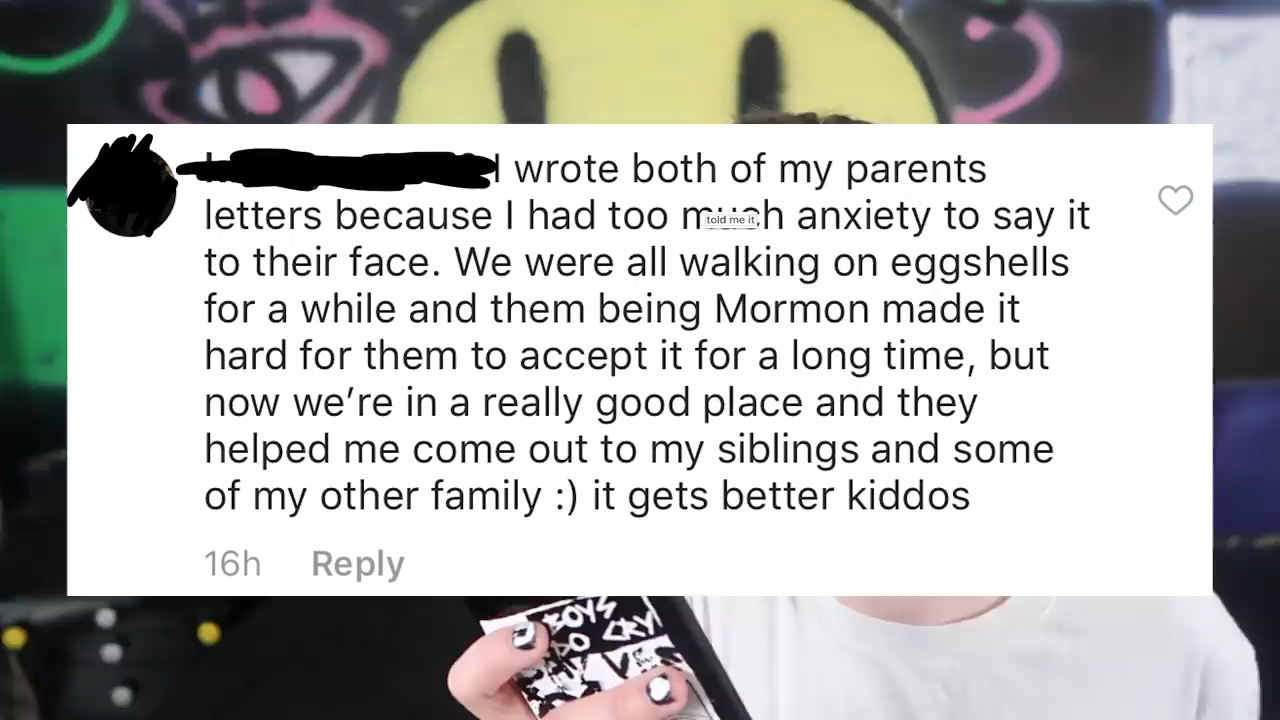 I wrote both of my parents
letters because I had too much anxiety to say it
told me it
to their face. We were all walking on eggshells
for a while and them being Mormon made it
hard for them to accept it for a long time, but
now we’re in a really good place and they
helped me come out to my siblings and some
of my other family :) it gets better kiddos
16h Reply
BOYS
DO CRY